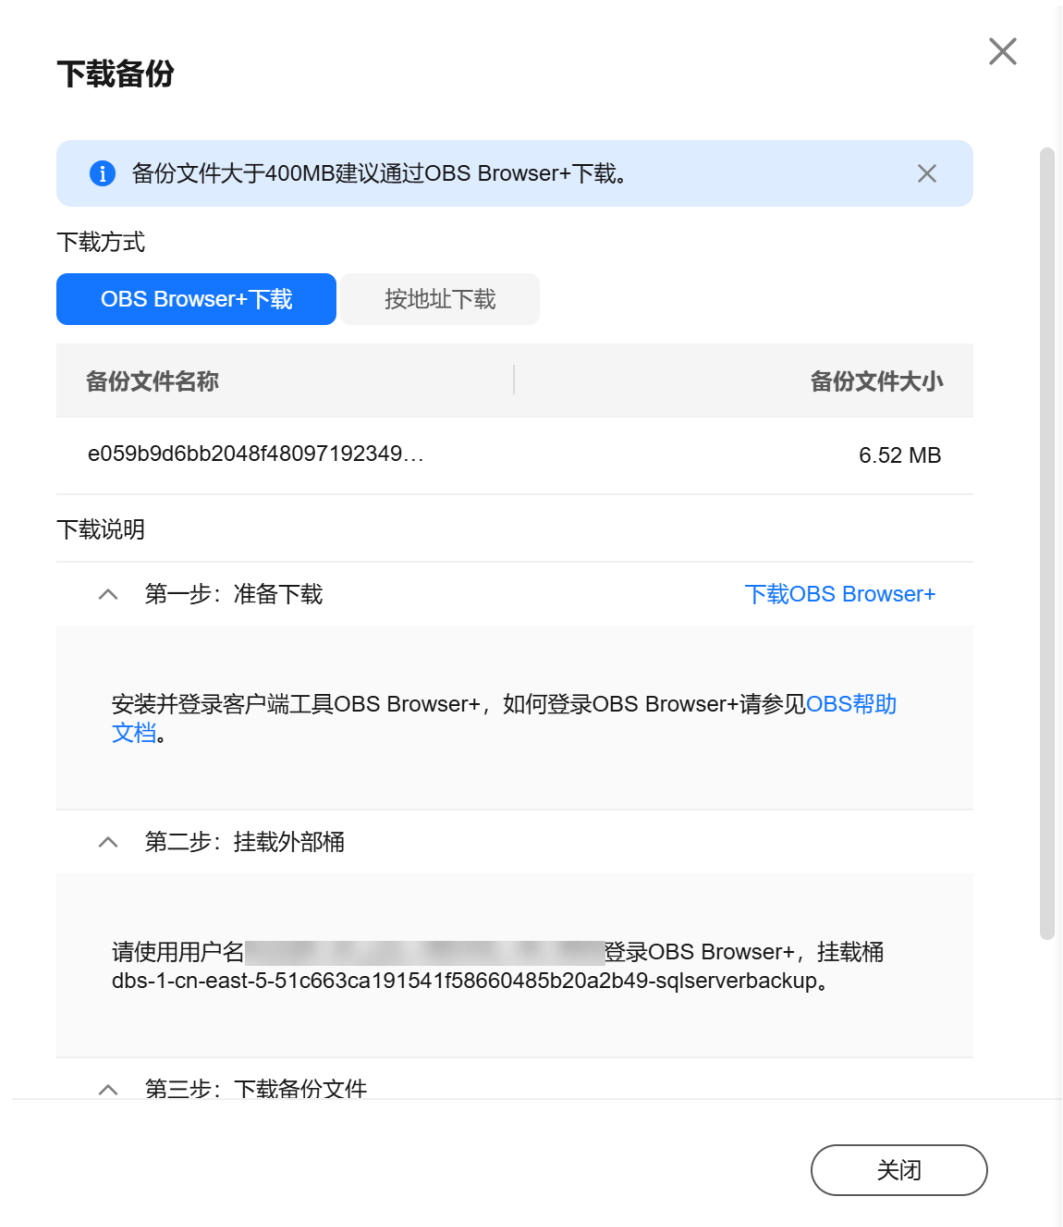 下载备份
备份文件大于400MB建议通过OBS Browser+下载。
下载方式
OBS Browser+下载 按地址下载
备份文件名称 备份文件大小
e059b9d6bb2048f48097192349... 6.52 MB
下载说明
第一步：准备下载 下载OBS Browser+
安装并登录客户端工具OBS Browser+，如何登录OBS Browser+请参见OBS帮助
文档。
第二步：挂载外部桶
请使用用户名 登录OBS Browser+，挂载桶
dbs-1-cn-east-5-51c663ca191541f58660485b20a2b49-sqlserverbackup。
第三步：下载备份文件
关闭